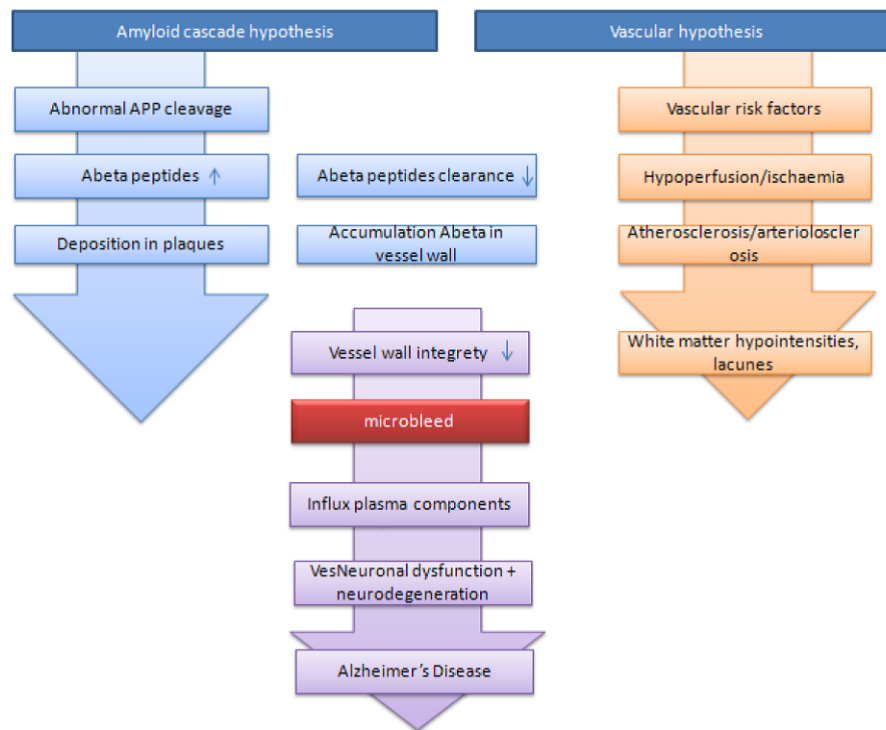 Amyloid cascade hypothesis
Vascular hypothesis
Abnormal APP cleavage
Vascular risk factors
Abeta peptides ↑
Abeta peptides clearance ↓
Hypoperfusion/ischaemia
Deposition in plaques
Accumulation Abeta in
vessel wall
Atherosclerosis/arterioloscler
osis
Vessel wall integrety ↓
White matter hypointensities,
lacunes
microbleed
Influx plasma components
VesNeuronal dysfunction +
neurodegeneration
Alzheimer’s Disease